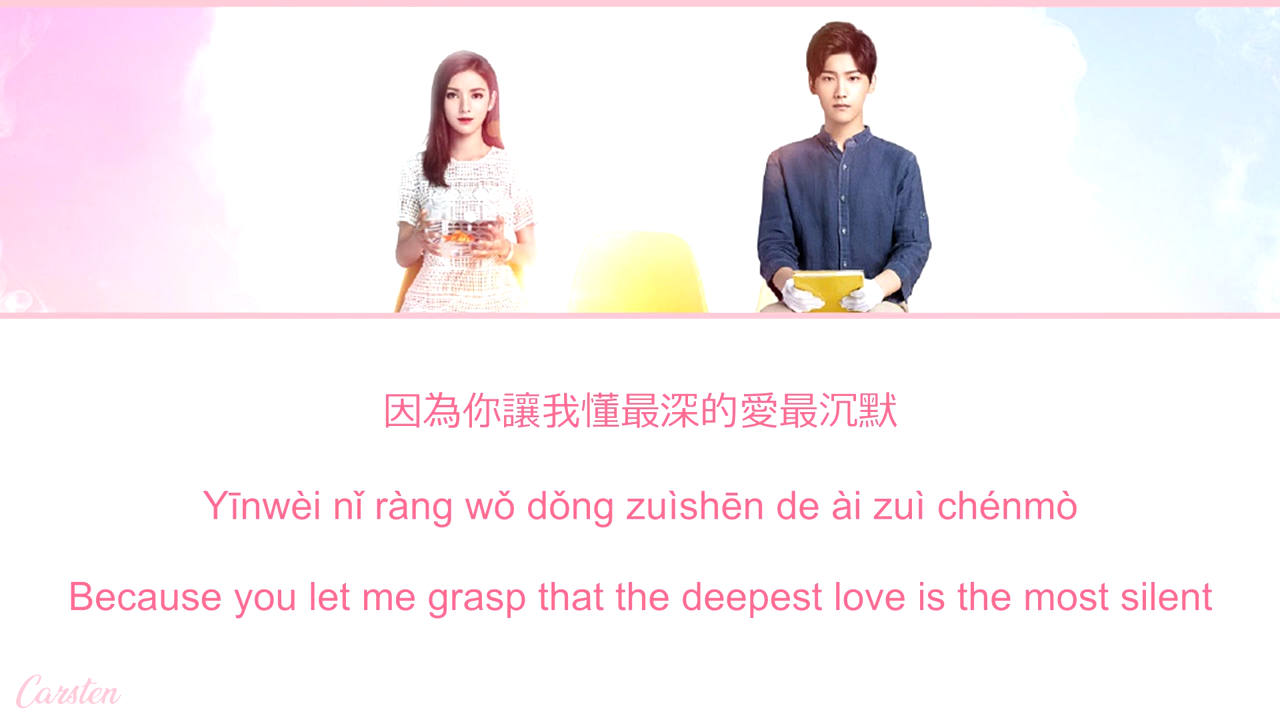 因為你讓我懂最深的愛最沉默
Yīnwèi nǐ ràng wǒ dǒng zuìshēn de ài zuì chénmò
Because you let me grasp that the deepest love is the most silent
Carsten